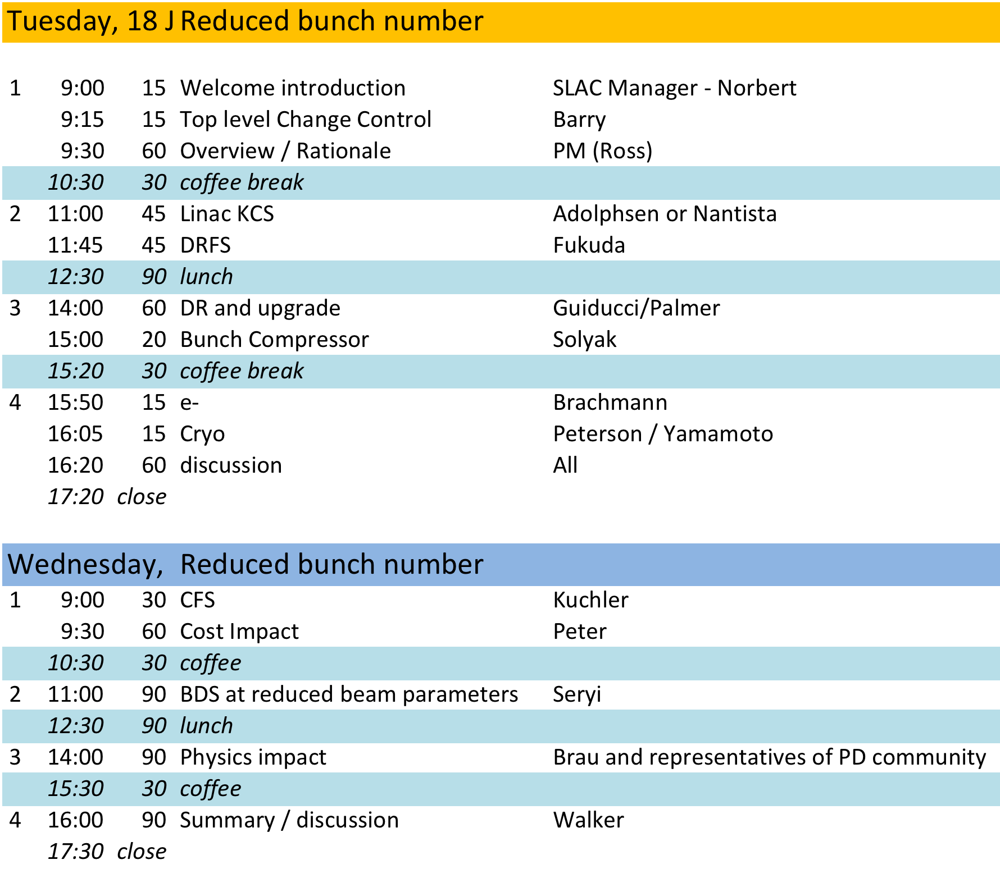 Tuesday, 18 J Reduced bunch number
1 9:00 15 Welcome introduction SLAC Manager - Norbert
9:15 15 Top level Change Control Barry
9:30 60 Overview / Rationale PM (Ross)
10:30 30 coffee break
2 11:00 45 Linac KCS Adolphsen or Nantista
11:45 45 DRFS Fukuda
12:30 90 lunch
3 14:00 60 DR and upgrade Guiducci/Palmer
15:00 20 Bunch Compressor Solyak
15:20 30 coffee break
4 15:50 15 e- Brachmann
16:05 15 Cryo Peterson / Yamamoto
16:20 60 discussion All
17:20 close
Wednesday, Reduced bunch number
1 9:00 30 CFS Kuchler
9:30 60 Cost Impact Peter
10:30 30 coffee
2 11:00 90 BDS at reduced beam parameters Seryi
12:30 90 lunch
3 14:00 90 Physics impact Brau and representatives of PD community
15:30 30 coffee
4 16:00 90 Summary / discussion Walker
17:30 close